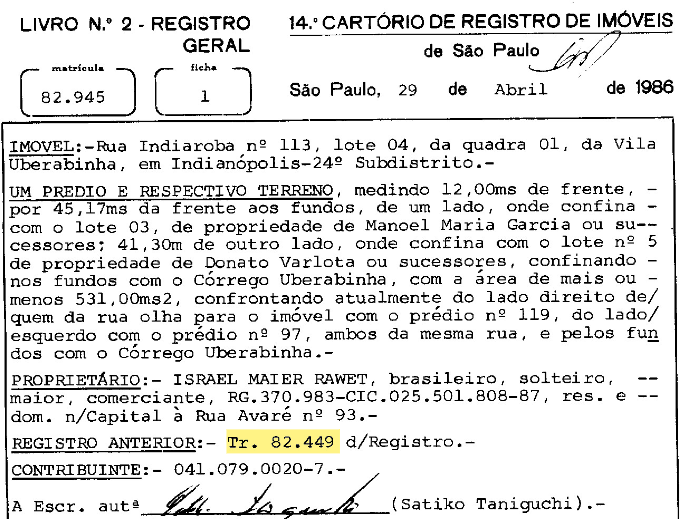 LIVRO N.º 2 - REGISTRO GERAL
14.º CARTÓRIO DE REGISTRO DE IMÓVEIS
de São Paulo
matrícula
82.945
ficha
1
São Paulo, 29 de Abril de 1986
IMOVEL:-Rua Indiaroba nº 113, lote 04, da quadra 01, da Vila
Uberabinha, em Indianópolis-24º Subdistrito.-
UM PREDIO E RESPECTIVO TERRENO, medindo 12,00ms de frente, -
por 45,17ms da frente aos fundos, de um lado, onde confina -
com o lote 03, de propriedade de Manoel Maria Garcia ou su--
cessores; 41,30m de outro lado, onde confina com o lote nº 5
de propriedade de Donato Varlota ou sucessores, confinando -
nos fundos com o Córrego Uberabinha, com a área de mais ou -
menos 531,00ms2, confrontando atualmente do lado direito de/
quem da rua olha para o imóvel com o prédio nº 119, do lado/
esquerdo com o prédio nº 97, ambos da mesma rua, e pelos fun
dos com o Córrego Uberabinha.-
PROPRIETÁRIO:- ISRAEL MAIER RAWET, brasileiro, solteiro, --
maior, comerciante, RG.370.983-CIC.025.501.808-87, res. e --
dom. n/Capital à Rua Avaré nº 93.-
REGISTRO ANTERIOR:- Tr. 82.449 d/Registro.-
CONTRIBUINTE:- 041.079.0020-7.-
A Escr. autª (Satiko Taniguchi).-